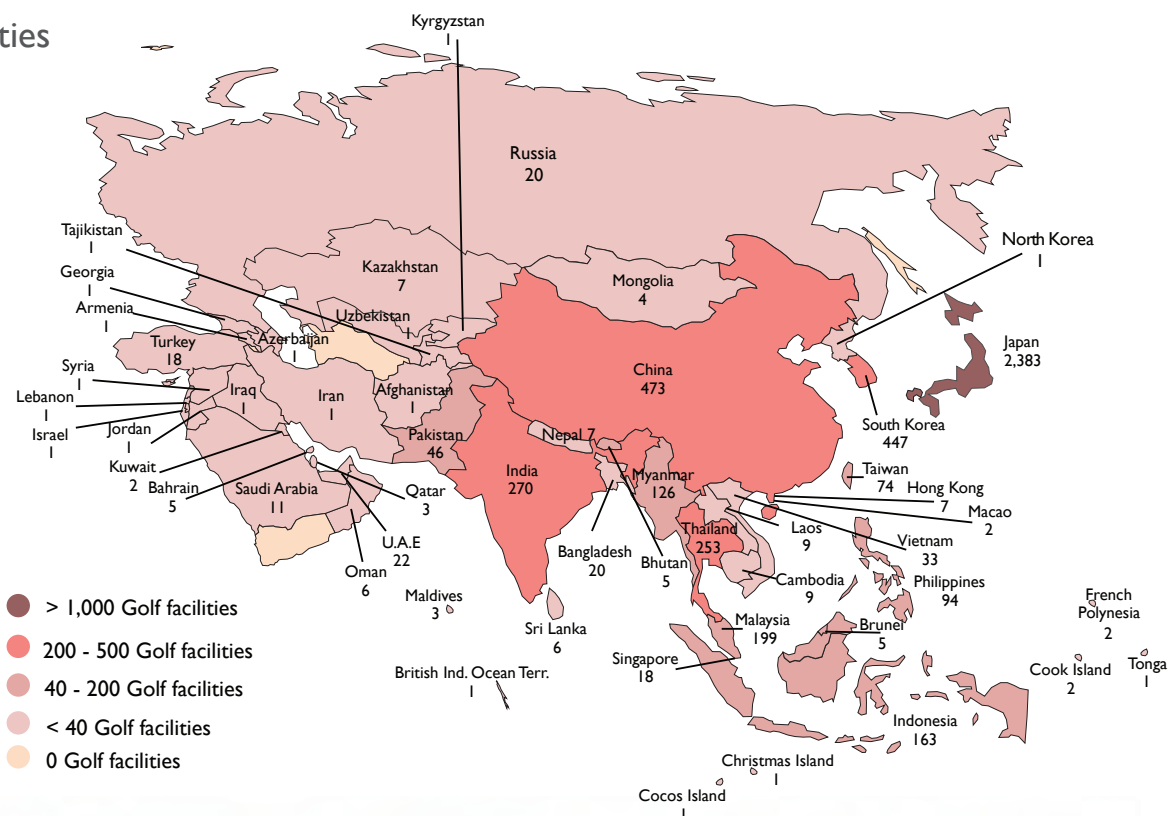 ties
Kyrgyzstan
1
Russia
20
Tajikistan
1
North Korea
1
Georgia
1
Kazakhstan
7
Mongolia
4
Armenia
1
Uzbekistan
1
Azerbaijan
1
Turkey
18
Japan
2,383
China
473
Syria
1
Lebanon
1
Israel
1
Iraq
1
Iran
1
Afghanistan
1
Jordan
1
Pakistan
46
Nepal 7
South Korea
447
Kuwait
2
Bahrain
5
Saudi Arabia
11
Qatar
3
India
270
Myanmar
126
Taiwan
74
Hong Kong
7
Macao
2
Laos
9
Thailand
253
Vietnam
33
U.A.E
22
Oman
6
Bangladesh
20
Bhutan
5
Cambodia
9
Philippines
94
Maldives
3
Sri Lanka
6
Malaysia
199
Brunei
5
French
Polynesia
2
Singapore
18
British Ind. Ocean Terr.
1
Cook Island
2
Tonga
1
Indonesia
163
Christmas Island
1
Cocos Island
1
> 1,000 Golf facilities
200 - 500 Golf facilities
40 - 200 Golf facilities
< 40 Golf facilities
0 Golf facilities